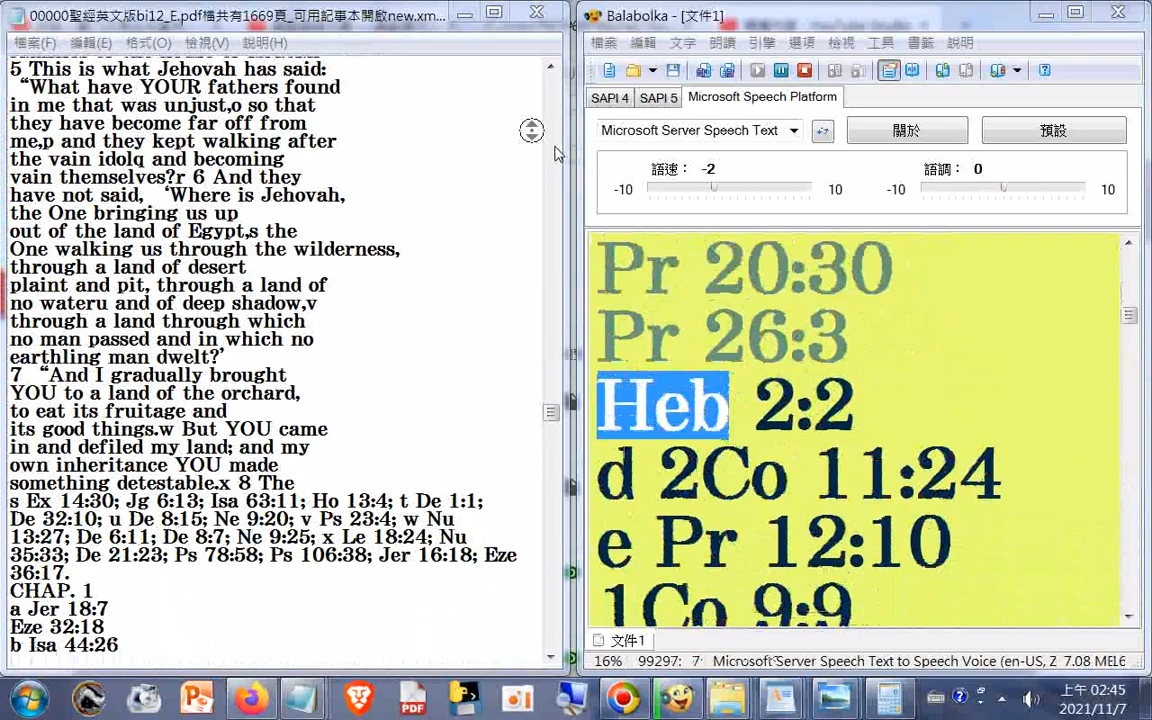 00000聖經英文版bi12_E.pdf檔共有1669頁_可用記事本開啟new.xm...
檔案(F) 編輯(E) 格式(O) 檢視(V) 說明(H)
5 This is what Jehovah has said:
“What have YOUR fathers found
in me that was unjust,o so that
they have become far off from
me,p and they kept walking after
the vain idolq and becoming
vain themselves?r 6 And they
have not said, ‘Where is Jehovah,
the One bringing us up
out of the land of Egypt,s the
One walking us through the wilderness,
through a land of desert
plaint and pit, through a land of
no wateru and of deep shadow,v
through a land through which
no man passed and in which no
earthling man dwelt?’
7 “And I gradually brought
YOU to a land of the orchard,
to eat its fruitage and
its good things.w But YOU came
in and defiled my land; and my
own inheritance YOU made
something detestable.x 8 The
s Ex 14:30; Jg 6:13; Isa 63:11; Ho 13:4; t De 1:1;
De 32:10; u De 8:15; Ne 9:20; v Ps 23:4; w Nu
13:27; De 6:11; De 8:7; Ne 9:25; x Le 18:24; Nu
35:33; De 21:23; Ps 78:58; Ps 106:38; Jer 16:18; Eze
36:17.
CHAP. 1
a Jer 18:7
Eze 32:18
b Isa 44:26
Balabolka - [文件1]
檔案 編輯 文字 朗讀 引擎 選項 檢視 工具 書籤 說明
SAPI 4 SAPI 5 Microsoft Speech Platform
Microsoft Server Speech Text 關於 預設
語速: -2 語調: 0
-10 10 -10 10
Pr 20:30
Pr 26:3
Heb 2:2
d 2Co 11:24
e Pr 12:10
1Co 9:9
文件1
16% 99297: 7 Microsoft Server Speech Text to Speech Voice (en-US, Z 7.08 ME
PDF
上午 02:45
2021/11/7